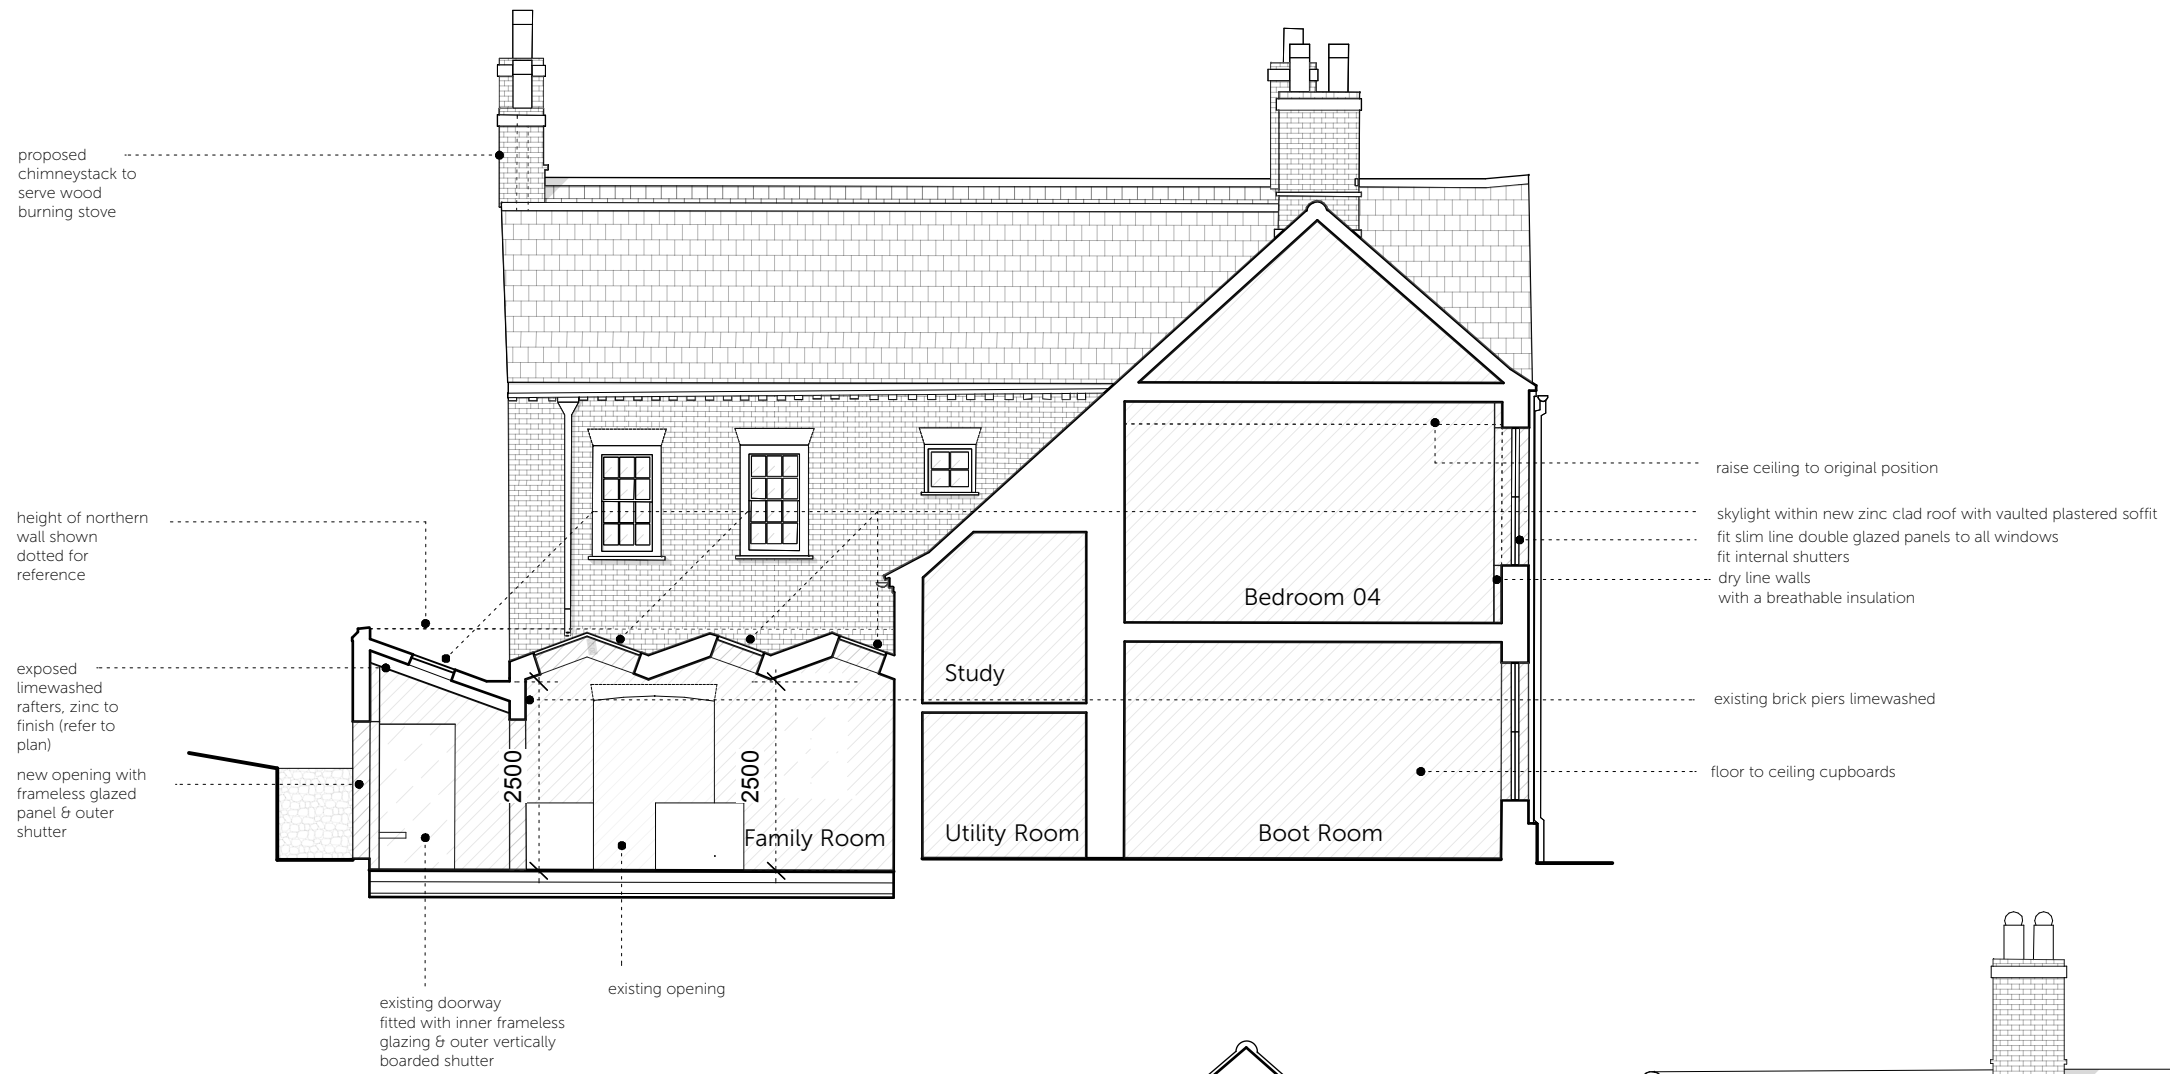 proposed
chimneystack to
serve wood
burning stove
height of northern
wall shown
dotted for
reference
exposed
limewashed
rafters, zinc to
finish (refer to
plan)
new opening with
frameless glazed
panel & outer
shutter
existing doorway
fitted with inner frameless
glazing & outer vertically
boarded shutter
existing opening
2500
2500
Family Room
Study
Utility Room
Bedroom 04
Boot Room
raise ceiling to original position
skylight within new zinc clad roof with vaulted plastered soffit
fit slim line double glazed panels to all windows
fit internal shutters
dry line walls
with a breathable insulation
existing brick piers limewashed
floor to ceiling cupboards